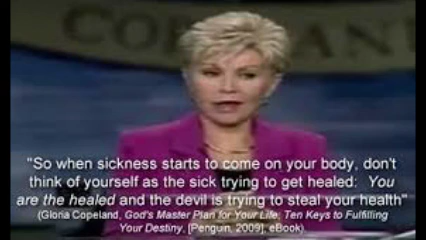 COPELAND
"So when sickness starts to come on your body, don't
think of yourself as the sick trying to get healed:  You
are the healed and the devil is trying to steal your health"
(Gloria Copeland, God's Master Plan for Your Life: Ten Keys to Fulfilling
Your Destiny, [Penguin, 2009], eBook).